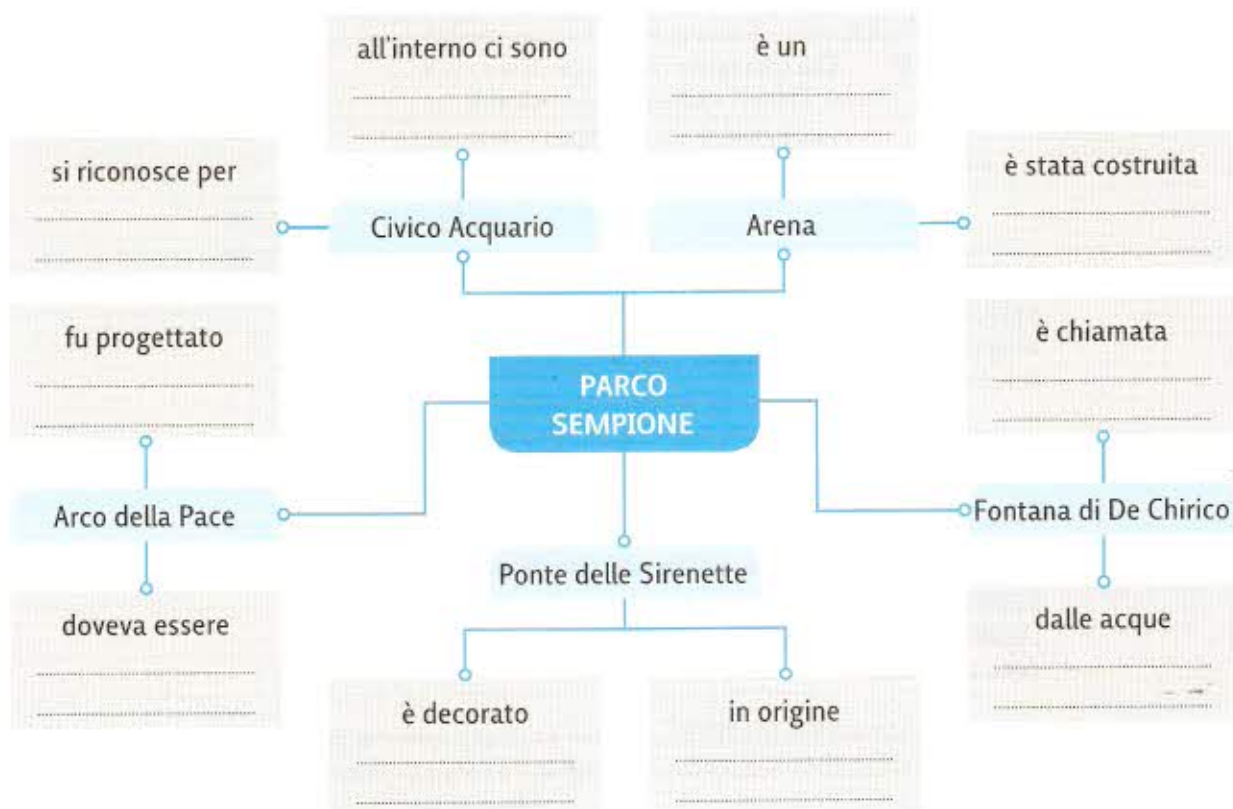 all'interno ci sono
è un
si riconosce per
è stata costruita
Civico Acquario
Arena
fu progettato
è chiamata
PARCO
SEMPIONE
Arco della Pace
Fontana di De Chirico
Ponte delle Sirenette
doveva essere
dalle acque
è decorato
in origine